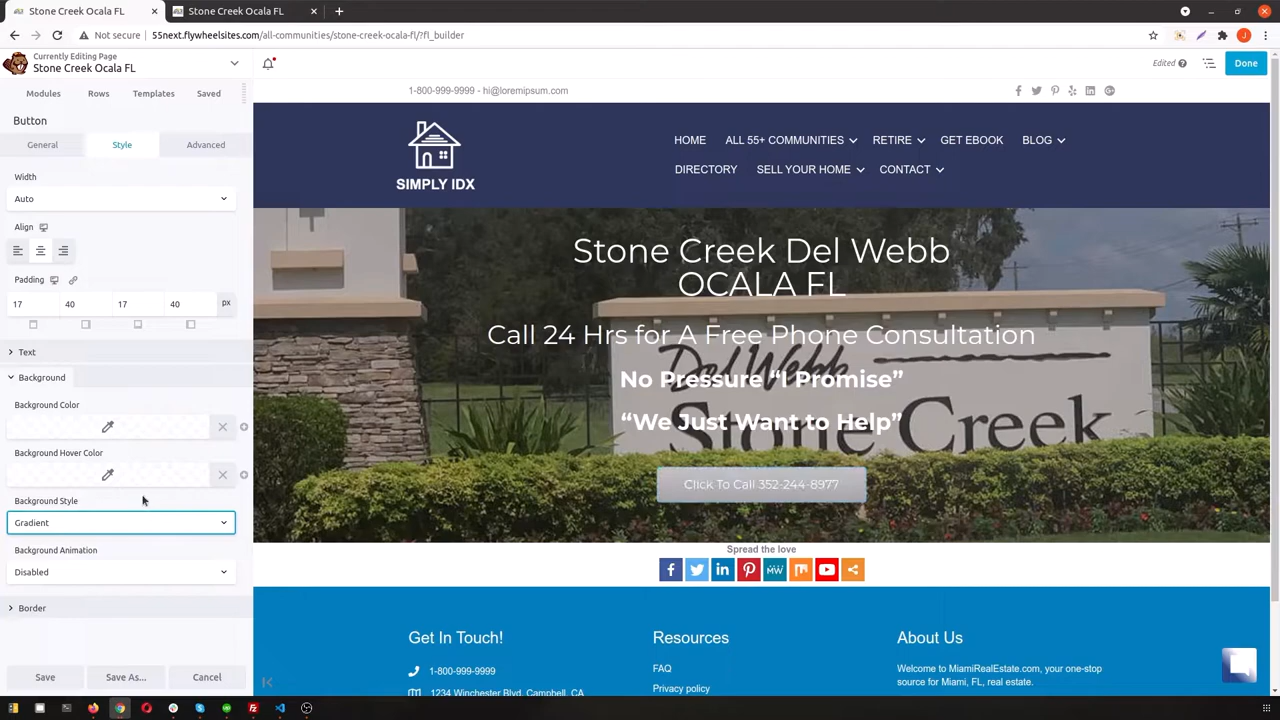 Stone Creek Ocala FL
Stone Creek Ocala FL
Not secure
55next.flywheelsites.com/all-communities/stone-creek-ocala-fl/?fl_builder
J
Currently Editing Page
Stone Creek Ocala FL
Edited
Done
Modules
Rows
Templates
Saved
Button
General
Style
Advanced
Width
Auto
Align
Padding
17
40
17
40
px
Text
Background
Background Color
Background Hover Color
Background Style
Gradient
Background Animation
Disabled
Border
Save
Save As...
Cancel
1-800-999-9999 - hi@loremipsum.com
SIMPLY IDX
HOME
ALL 55+ COMMUNITIES
RETIRE
GET EBOOK
BLOG
DIRECTORY
SELL YOUR HOME
CONTACT
Stone Creek Del Webb
OCALA FL
Call 24 Hrs for A Free Phone Consultation
No Pressure “I Promise”
“We Just Want to Help”
Del Webb
Stone Creek
Click To Call 352-244-8977
Spread the love
Get In Touch!
1-800-999-9999
1234 Winchester Blvd, Campbell, CA
Resources
FAQ
Privacy policy
About Us
Welcome to MiamiRealEstate.com, your one-stop
source for Miami, FL, real estate.